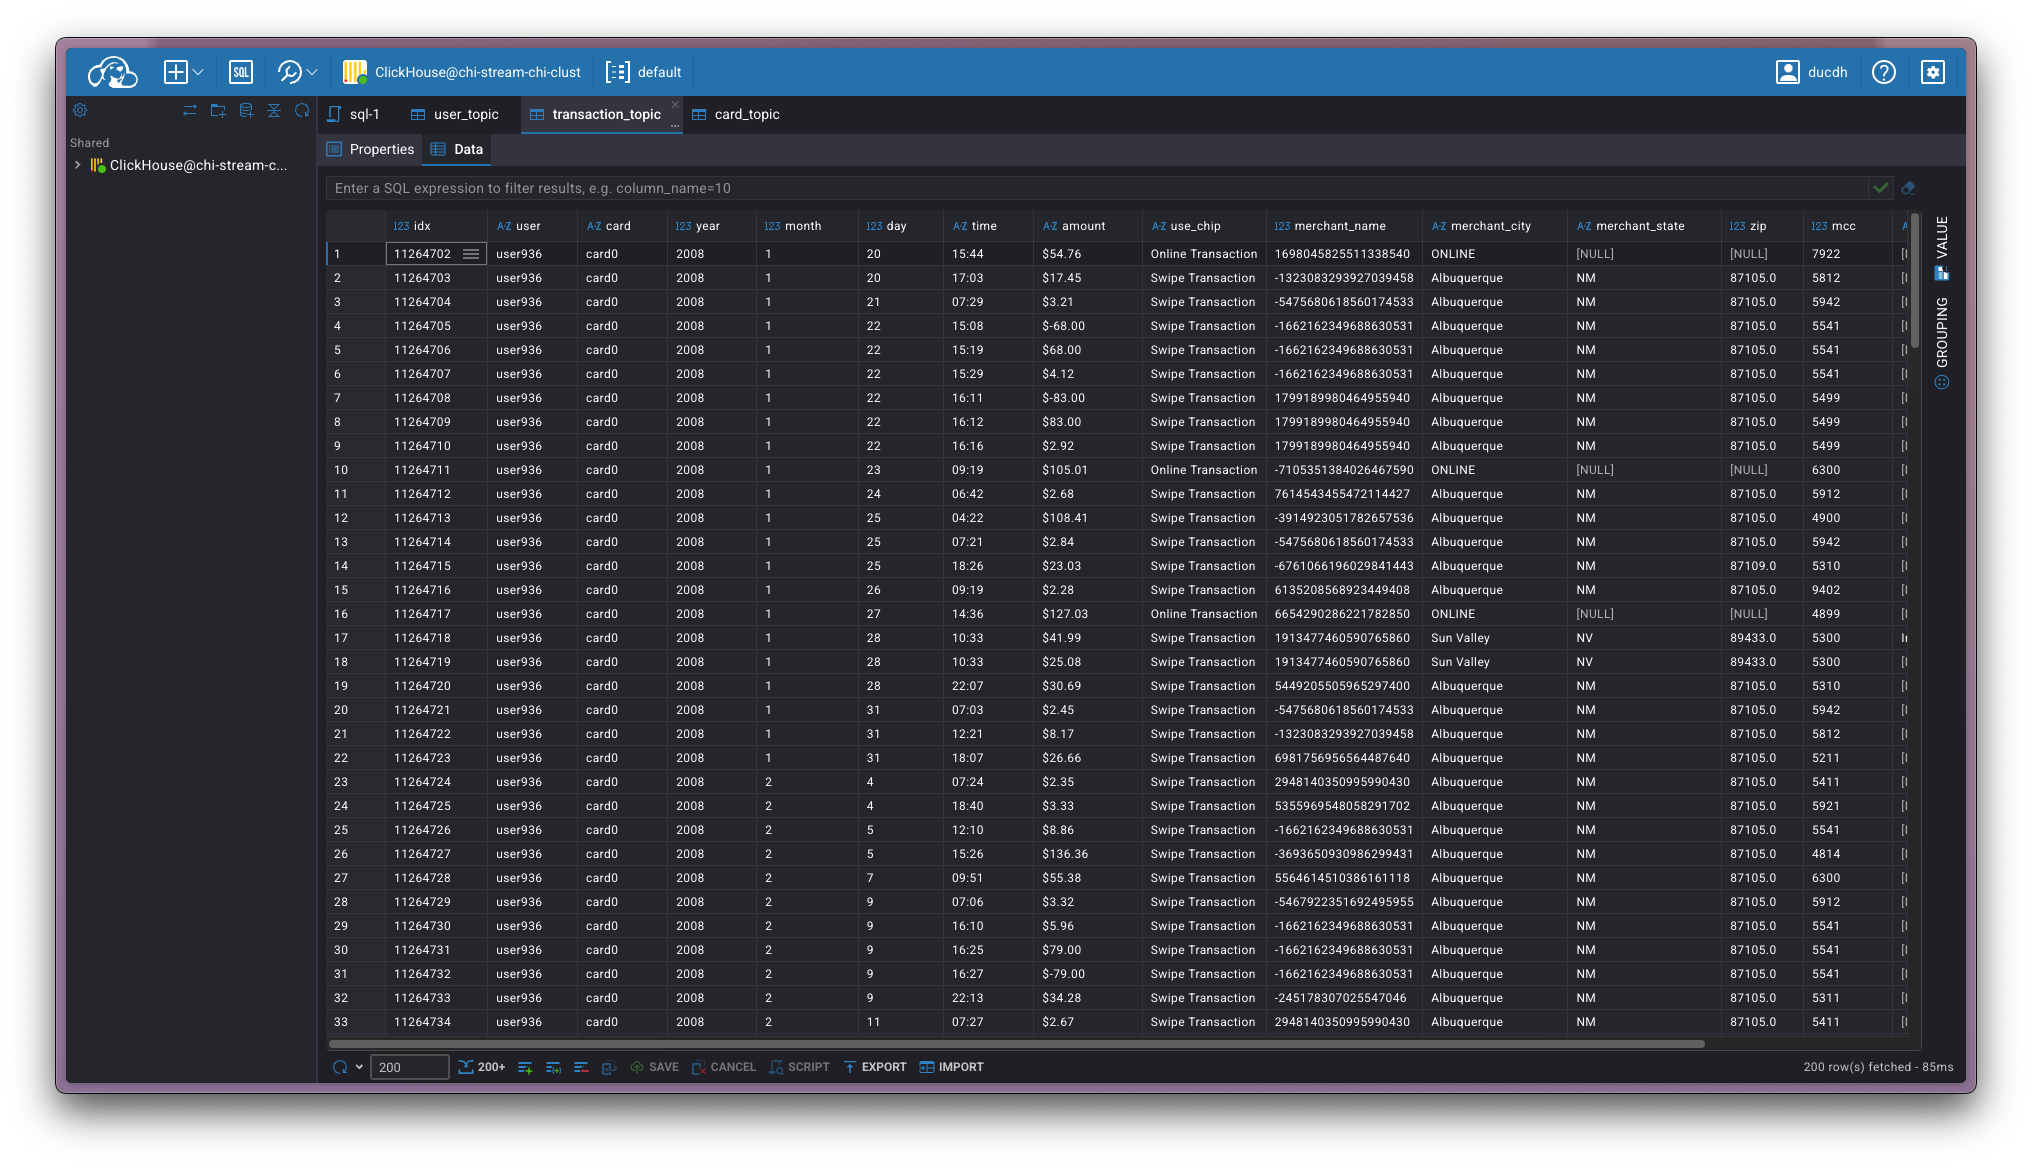 SQL ClickHouse@chi-stream-chi-clust default ducdh
sql-1 user_topic transaction_topic card_topic
Shared
ClickHouse@chi-stream-c...
Properties Data
Enter a SQL expression to filter results, e.g. column_name=10
123 idx A-Z user A-Z card 123 year 123 month 123 day A-Z time A-Z amount A-Z use_chip 123 merchant_name A-Z merchant_city A-Z merchant_state 123 zip 123 mcc
1 11264702 user936 card0 2008 1 20 15:44 $54.76 Online Transaction 1698045825511338540 ONLINE [NULL] [NULL] 7922
2 11264703 user936 card0 2008 1 20 17:03 $17.45 Swipe Transaction -1323083293927039458 Albuquerque NM 87105.0 5812
3 11264704 user936 card0 2008 1 21 07:29 $3.21 Swipe Transaction -5475680618560174533 Albuquerque NM 87105.0 5942
4 11264705 user936 card0 2008 1 22 15:08 $-68.00 Swipe Transaction -1662162349688630531 Albuquerque NM 87105.0 5541
5 11264706 user936 card0 2008 1 22 15:19 $68.00 Swipe Transaction -1662162349688630531 Albuquerque NM 87105.0 5541
6 11264707 user936 card0 2008 1 22 15:29 $4.12 Swipe Transaction -1662162349688630531 Albuquerque NM 87105.0 5541
7 11264708 user936 card0 2008 1 22 16:11 $-83.00 Swipe Transaction 1799189980464955940 Albuquerque NM 87105.0 5499
8 11264709 user936 card0 2008 1 22 16:12 $83.00 Swipe Transaction 1799189980464955940 Albuquerque NM 87105.0 5499
9 11264710 user936 card0 2008 1 22 16:16 $2.92 Swipe Transaction 1799189980464955940 Albuquerque NM 87105.0 5499
10 11264711 user936 card0 2008 1 23 09:19 $105.01 Online Transaction -7105351384026467590 ONLINE [NULL] [NULL] 6300
11 11264712 user936 card0 2008 1 24 06:42 $2.68 Swipe Transaction 7614543455472114427 Albuquerque NM 87105.0 5912
12 11264713 user936 card0 2008 1 25 04:22 $108.41 Swipe Transaction -3914923051782657536 Albuquerque NM 87105.0 4900
13 11264714 user936 card0 2008 1 25 07:21 $2.84 Swipe Transaction -5475680618560174533 Albuquerque NM 87105.0 5942
14 11264715 user936 card0 2008 1 25 18:26 $23.03 Swipe Transaction -6761066196029841443 Albuquerque NM 87109.0 5310
15 11264716 user936 card0 2008 1 26 09:19 $2.28 Swipe Transaction 6135208568923449408 Albuquerque NM 87105.0 9402
16 11264717 user936 card0 2008 1 27 14:36 $127.03 Online Transaction 6654290286221782850 ONLINE [NULL] [NULL] 4899
17 11264718 user936 card0 2008 1 28 10:33 $41.99 Swipe Transaction 1913477460590765860 Sun Valley NV 89433.0 5300
18 11264719 user936 card0 2008 1 28 10:33 $25.08 Swipe Transaction 1913477460590765860 Sun Valley NV 89433.0 5300
19 11264720 user936 card0 2008 1 28 22:07 $30.69 Swipe Transaction 5449205505965297400 Albuquerque NM 87105.0 5310
20 11264721 user936 card0 2008 1 31 07:03 $2.45 Swipe Transaction -5475680618560174533 Albuquerque NM 87105.0 5942
21 11264722 user936 card0 2008 1 31 12:21 $8.17 Swipe Transaction -1323083293927039458 Albuquerque NM 87105.0 5812
22 11264723 user936 card0 2008 1 31 18:07 $26.66 Swipe Transaction 6981756956564487640 Albuquerque NM 87105.0 5211
23 11264724 user936 card0 2008 2 4 07:24 $2.35 Swipe Transaction 2948140350995990430 Albuquerque NM 87105.0 5411
24 11264725 user936 card0 2008 2 4 18:40 $3.33 Swipe Transaction 5355969548058291702 Albuquerque NM 87105.0 5921
25 11264726 user936 card0 2008 2 5 12:10 $8.86 Swipe Transaction -1662162349688630531 Albuquerque NM 87105.0 5541
26 11264727 user936 card0 2008 2 5 15:26 $136.36 Swipe Transaction -3693650930986299431 Albuquerque NM 87105.0 4814
27 11264728 user936 card0 2008 2 7 09:51 $55.38 Swipe Transaction 5564614510386161118 Albuquerque NM 87105.0 6300
28 11264729 user936 card0 2008 2 9 07:06 $3.32 Swipe Transaction -5467922351692495955 Albuquerque NM 87105.0 5912
29 11264730 user936 card0 2008 2 9 16:10 $5.96 Swipe Transaction -1662162349688630531 Albuquerque NM 87105.0 5541
30 11264731 user936 card0 2008 2 9 16:25 $79.00 Swipe Transaction -1662162349688630531 Albuquerque NM 87105.0 5541
31 11264732 user936 card0 2008 2 9 16:27 $-79.00 Swipe Transaction -1662162349688630531 Albuquerque NM 87105.0 5541
32 11264733 user936 card0 2008 2 9 22:13 $34.28 Swipe Transaction -245178307025547046 Albuquerque NM 87105.0 5311
33 11264734 user936 card0 2008 2 11 07:27 $2.67 Swipe Transaction 2948140350995990430 Albuquerque NM 87105.0 5411
VALUE
GROUPING
200 200+ SAVE CANCEL SCRIPT EXPORT IMPORT 200 row(s) fetched - 85ms